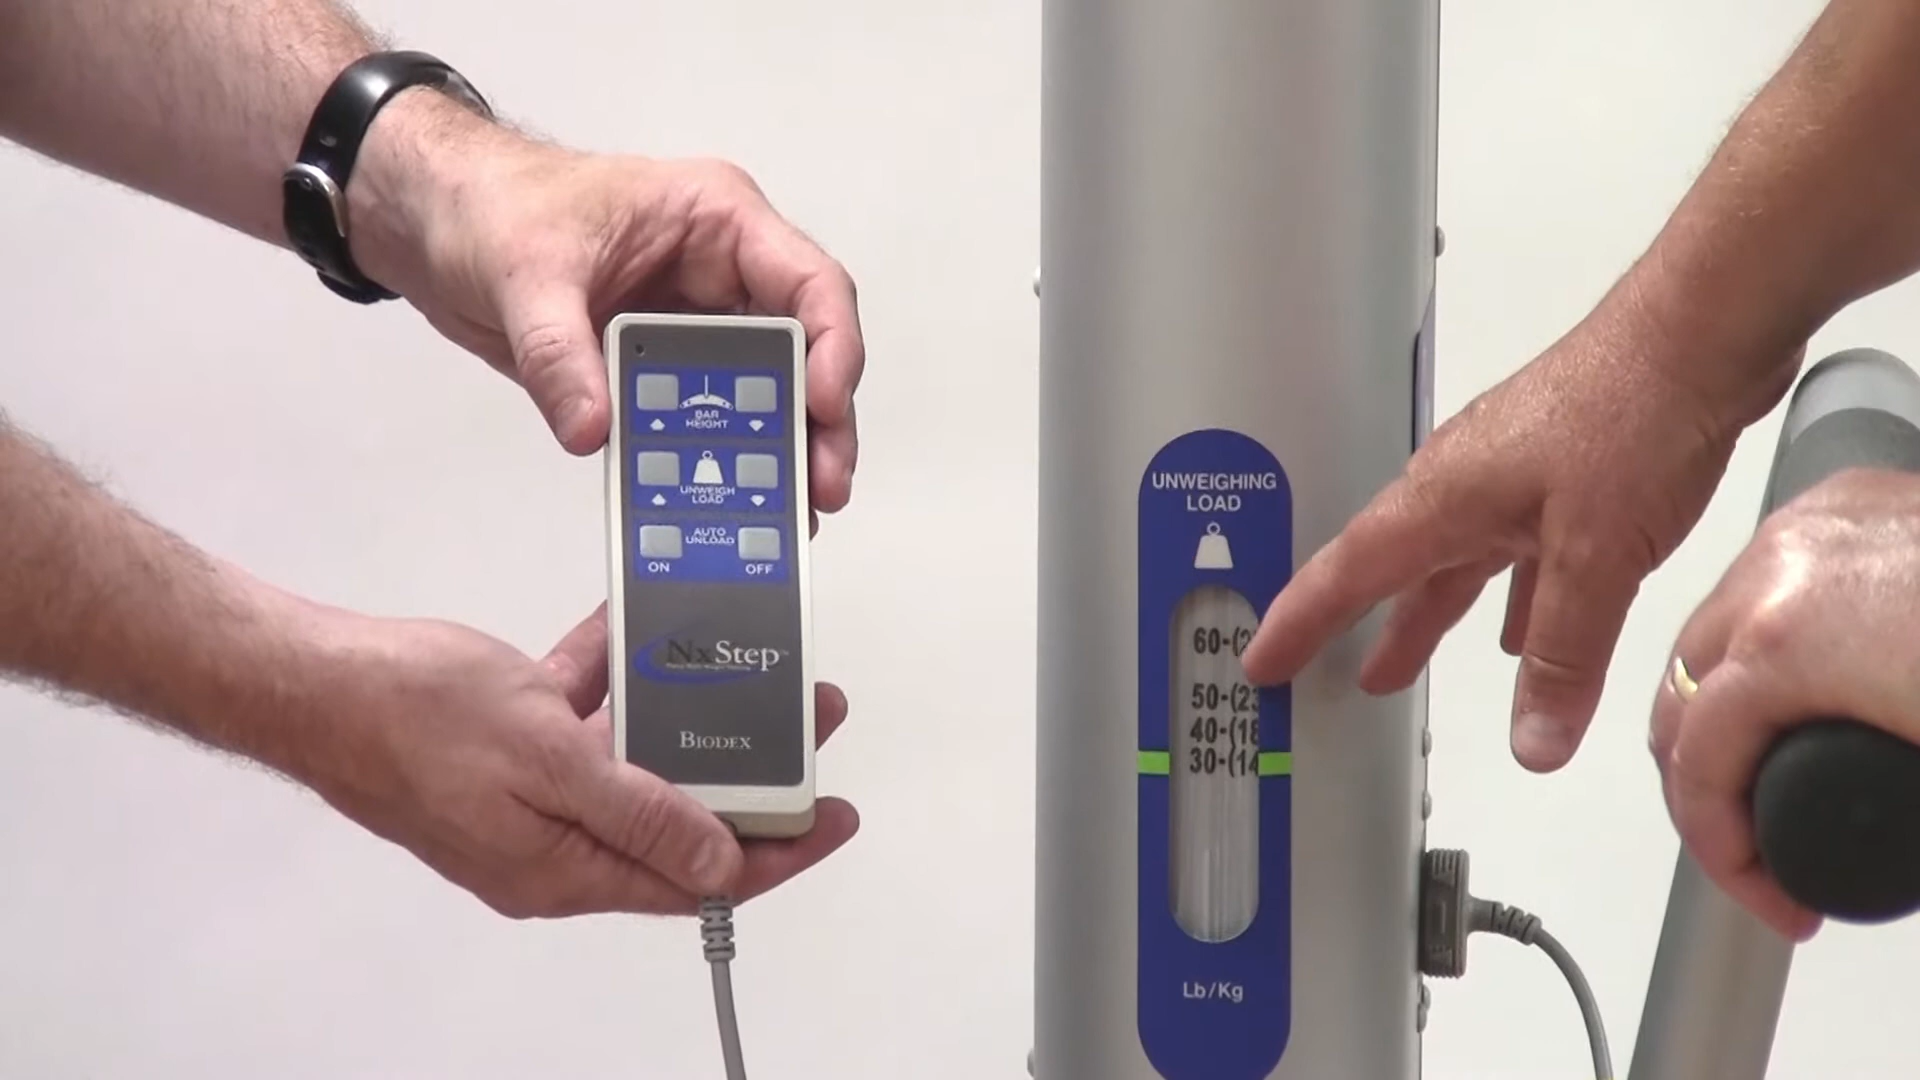 BAR
HEIGHT
UNWEIGH
LOAD
AUTO
UNLOAD
ON
OFF
NxStep
BIODEX
UNWEIGHING
LOAD
60-(2
50-(23
40-(18
30-(14
Lb/Kg